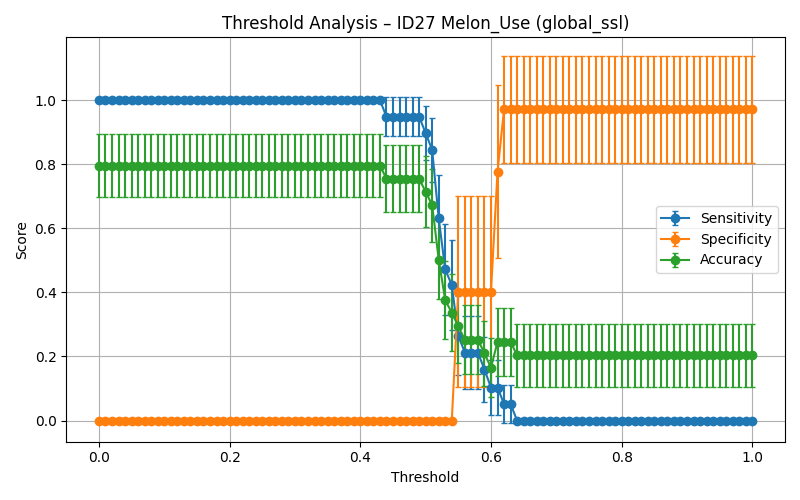 Threshold Analysis – ID27 Melon_Use (global_ssl)
Score
1.0
0.8
0.6
0.4
0.2
0.0
Sensitivity
Specificity
Accuracy
0.0 0.2 0.4 0.6 0.8 1.0
Threshold